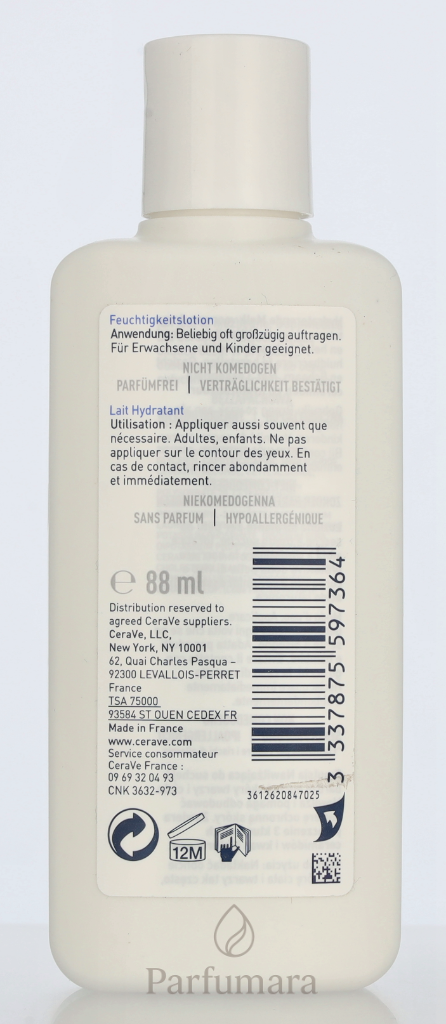 Feuchtigkeitslotion
Anwendung: Beliebig oft großzügig auftragen.
Für Erwachsene und Kinder geeignet.
NICHT KOMEDOGEN
PARFÜMFREI | VERTRÄGLICHKEIT BESTÄTIGT
Lait Hydratant
Utilisation : Appliquer aussi souvent que
nécessaire. Adultes, enfants. Ne pas
appliquer sur le contour des yeux. En
cas de contact, rincer abondamment
et immédiatement.
NIEKOMEDOGENNA
SANS PARFUM | HYPOALLERGÉNIQUE
e 88 ml
Distribution reserved to
agreed CeraVe suppliers.
CeraVe, LLC,
New York, NY 10001
62, Quai Charles Pasqua –
92300 LEVALLOIS-PERRET
France
TSA 75000
93584 ST OUEN CEDEX FR
Made in France
www.cerave.com
Service consommateur
CeraVe France :
09 69 32 04 93
CNK 3632-973
3 337875 597364
3612620847025
12M
Parfumara